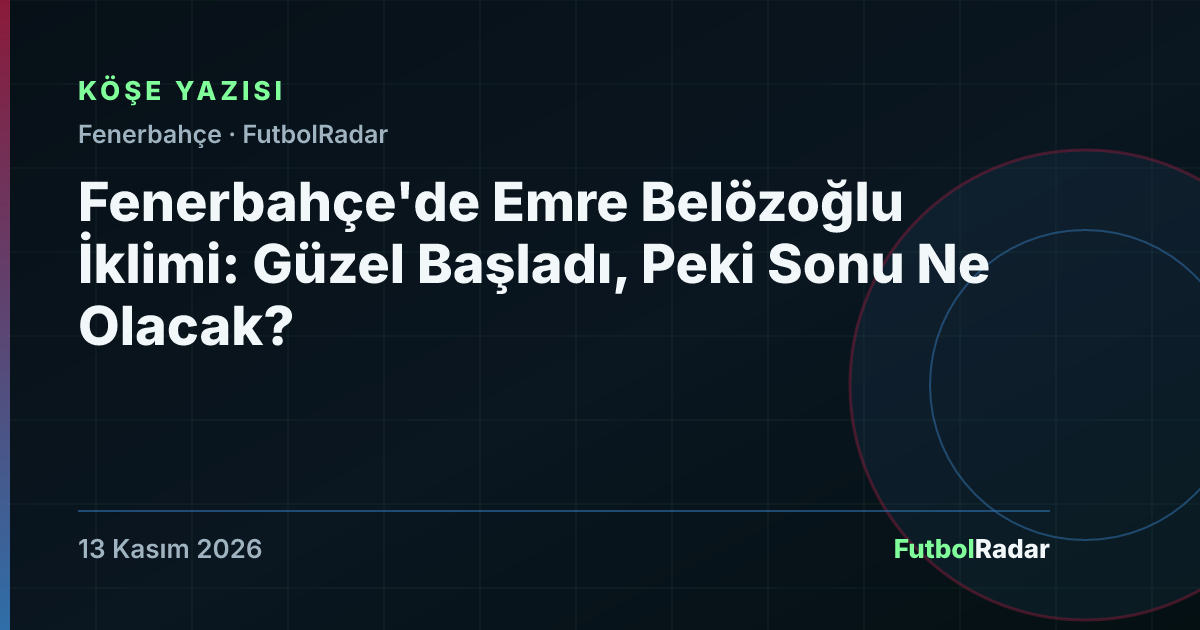 KÖŞE YAZISI
Fenerbahçe · FutbolRadar
Fenerbahçe'de Emre Belözoğlu
İklimi: Güzel Başladı, Peki Sonu Ne
Olacak?
13 Kasım 2026
FutbolRadar